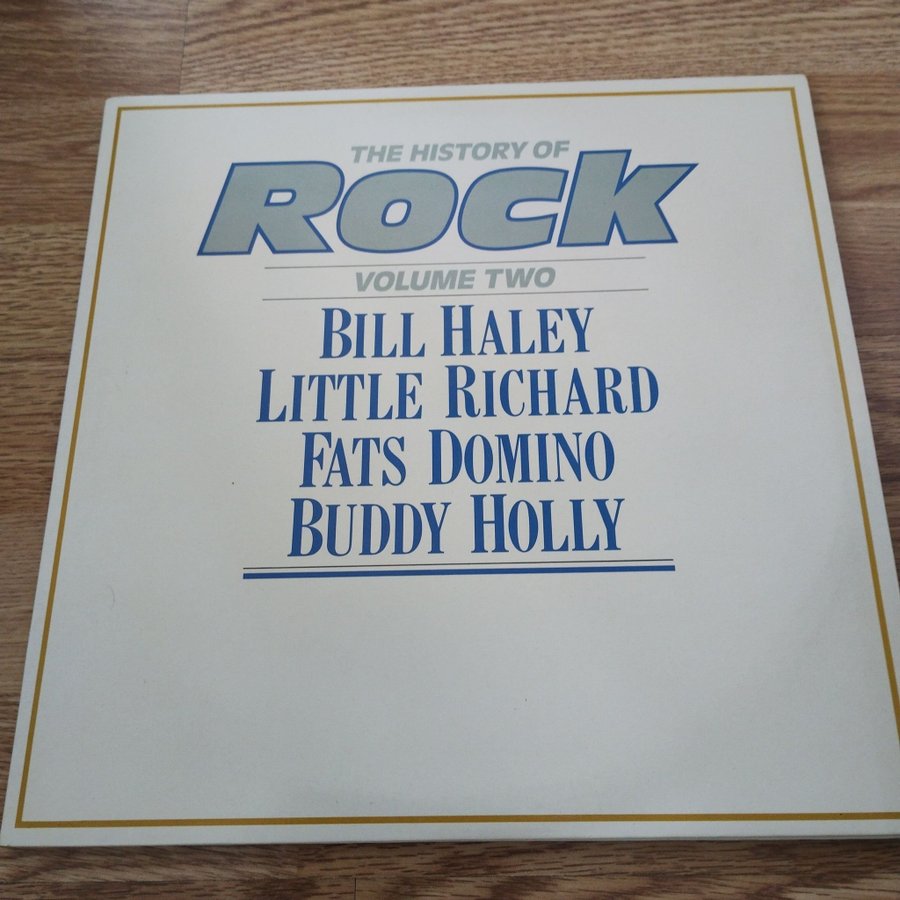 THE HISTORY OF
Rock
VOLUME TWO
BILL HALEY
LITTLE RICHARD
FATS DOMINO
BUDDY HOLLY